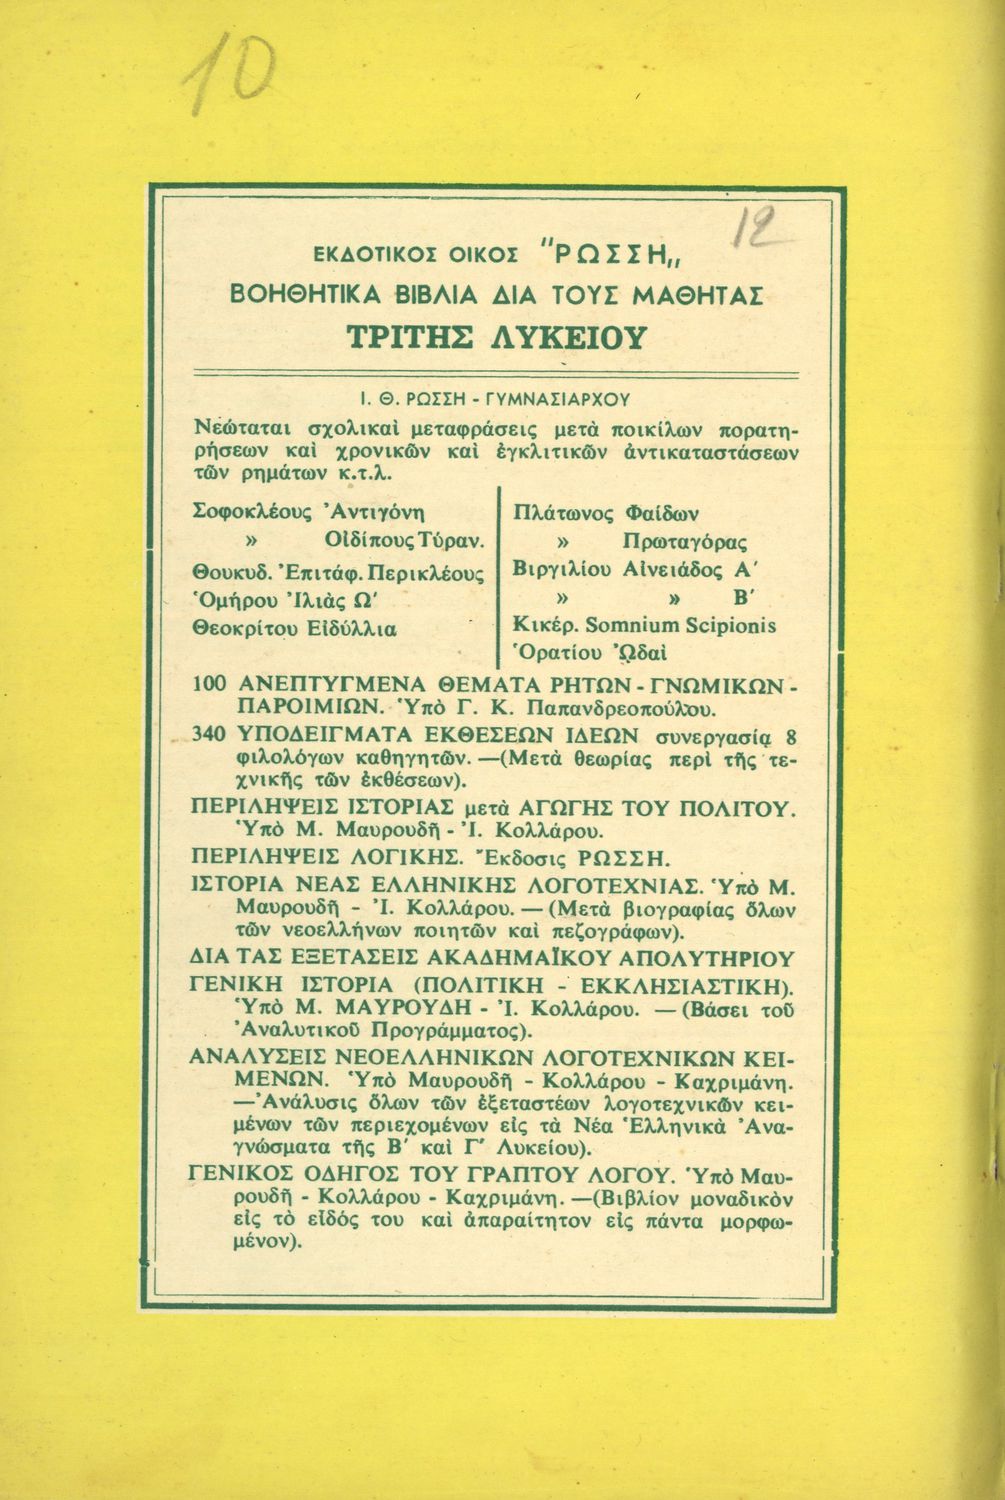 10
12
ΕΚΔΟΤΙΚΟΣ ΟΙΚΟΣ "ΡΩΣΣΗ„
ΒΟΗΘΗΤΙΚΑ ΒΙΒΛΙΑ ΔΙΑ ΤΟΥΣ ΜΑΘΗΤΑΣ
ΤΡΙΤΗΣ ΛΥΚΕΙΟΥ
Ι. Θ. ΡΩΣΣΗ - ΓΥΜΝΑΣΙΑΡΧΟΥ
Νεώταται σχολικαὶ μεταφράσεις μετὰ ποικίλων πορατη-
ρήσεων καὶ χρονικῶν καὶ ἐγκλιτικῶν ἀντικαταστάσεων
τῶν ρημάτων κ.τ.λ.
Σοφοκλέους Ἀντιγόνη
» Οἰδίπους Τύραν.
Θουκυδ. Ἐπιτάφ. Περικλέους
Ὁμήρου Ἰλιὰς Ω'
Θεοκρίτου Εἰδύλλια
Πλάτωνος Φαίδων
» Πρωταγόρας
Βιργιλίου Αἰνειάδος Α'
» » Β'
Κικέρ. Somnium Scipionis
Ὁρατίου ᾨδαὶ
100 ΑΝΕΠΤΥΓΜΕΝΑ ΘΕΜΑΤΑ ΡΗΤΩΝ - ΓΝΩΜΙΚΩΝ -
ΠΑΡΟΙΜΙΩΝ. Ὑπὸ Γ. Κ. Παπανδρεοπούλου.
340 ΥΠΟΔΕΙΓΜΑΤΑ ΕΚΘΕΣΕΩΝ ΙΔΕΩΝ συνεργασίᾳ 8
φιλολόγων καθηγητῶν. —(Μετὰ θεωρίας περὶ τῆς τε-
χνικῆς τῶν ἐκθέσεων).
ΠΕΡΙΛΗΨΕΙΣ ΙΣΤΟΡΙΑΣ μετὰ ΑΓΩΓΗΣ ΤΟΥ ΠΟΛΙΤΟΥ.
Ὑπὸ Μ. Μαυρουδῆ - Ἰ. Κολλάρου.
ΠΕΡΙΛΗΨΕΙΣ ΛΟΓΙΚΗΣ. Ἔκδοσις ΡΩΣΣΗ.
ΙΣΤΟΡΙΑ ΝΕΑΣ ΕΛΛΗΝΙΚΗΣ ΛΟΓΟΤΕΧΝΙΑΣ. Ὑπὸ Μ.
Μαυρουδῆ - Ἰ. Κολλάρου. — (Μετὰ βιογραφίας ὅλων
τῶν νεοελλήνων ποιητῶν καὶ πεζογράφων).
ΔΙΑ ΤΑΣ ΕΞΕΤΑΣΕΙΣ ΑΚΑΔΗΜΑΪΚΟΥ ΑΠΟΛΥΤΗΡΙΟΥ
ΓΕΝΙΚΗ ΙΣΤΟΡΙΑ (ΠΟΛΙΤΙΚΗ - ΕΚΚΛΗΣΙΑΣΤΙΚΗ).
Ὑπὸ Μ. ΜΑΥΡΟΥΔΗ - Ἰ. Κολλάρου. — (Βάσει τοῦ
Ἀναλυτικοῦ Προγράμματος).
ΑΝΑΛΥΣΕΙΣ ΝΕΟΕΛΛΗΝΙΚΩΝ ΛΟΓΟΤΕΧΝΙΚΩΝ ΚΕΙ-
ΜΕΝΩΝ. Ὑπὸ Μαυρουδῆ - Κολλάρου - Καχριμάνη.
—Ἀνάλυσις ὅλων τῶν ἐξεταστέων λογοτεχνικῶν κει-
μένων τῶν περιεχομένων εἰς τὰ Νέα Ἑλληνικὰ Ἀνα-
γνώσματα τῆς Β' καὶ Γ' Λυκείου).
ΓΕΝΙΚΟΣ ΟΔΗΓΟΣ ΤΟΥ ΓΡΑΠΤΟΥ ΛΟΓΟΥ. Ὑπὸ Μαυ-
ρουδῆ - Κολλάρου - Καχριμάνη. —(Βιβλίον μοναδικὸν
εἰς τὸ εἶδός του καὶ ἀπαραίτητον εἰς πάντα μορφω-
μένον).